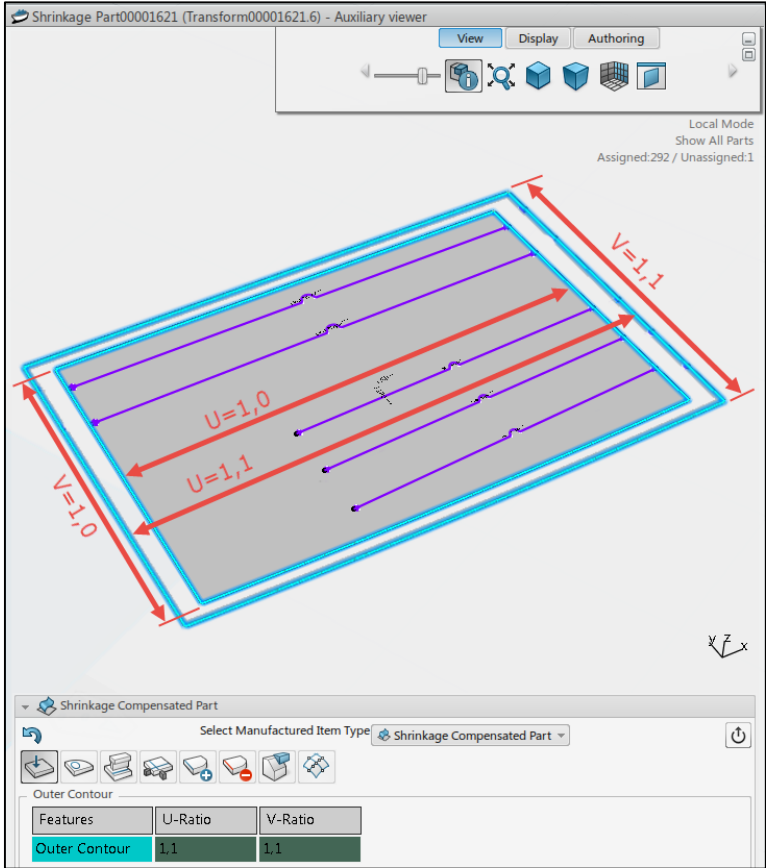 Shrinkage Part00001621 (Transform00001621.6) - Auxiliary viewer
View Display Authoring
Local Mode
Show All Parts
Assigned:292 / Unassigned:1
V=1,1
U=1,0
U=1,1
V=1,0
y z x
Shrinkage Compensated Part
Select Manufactured Item Type Shrinkage Compensated Part
Outer Contour
Features U-Ratio V-Ratio
Outer Contour 1,1 1,1